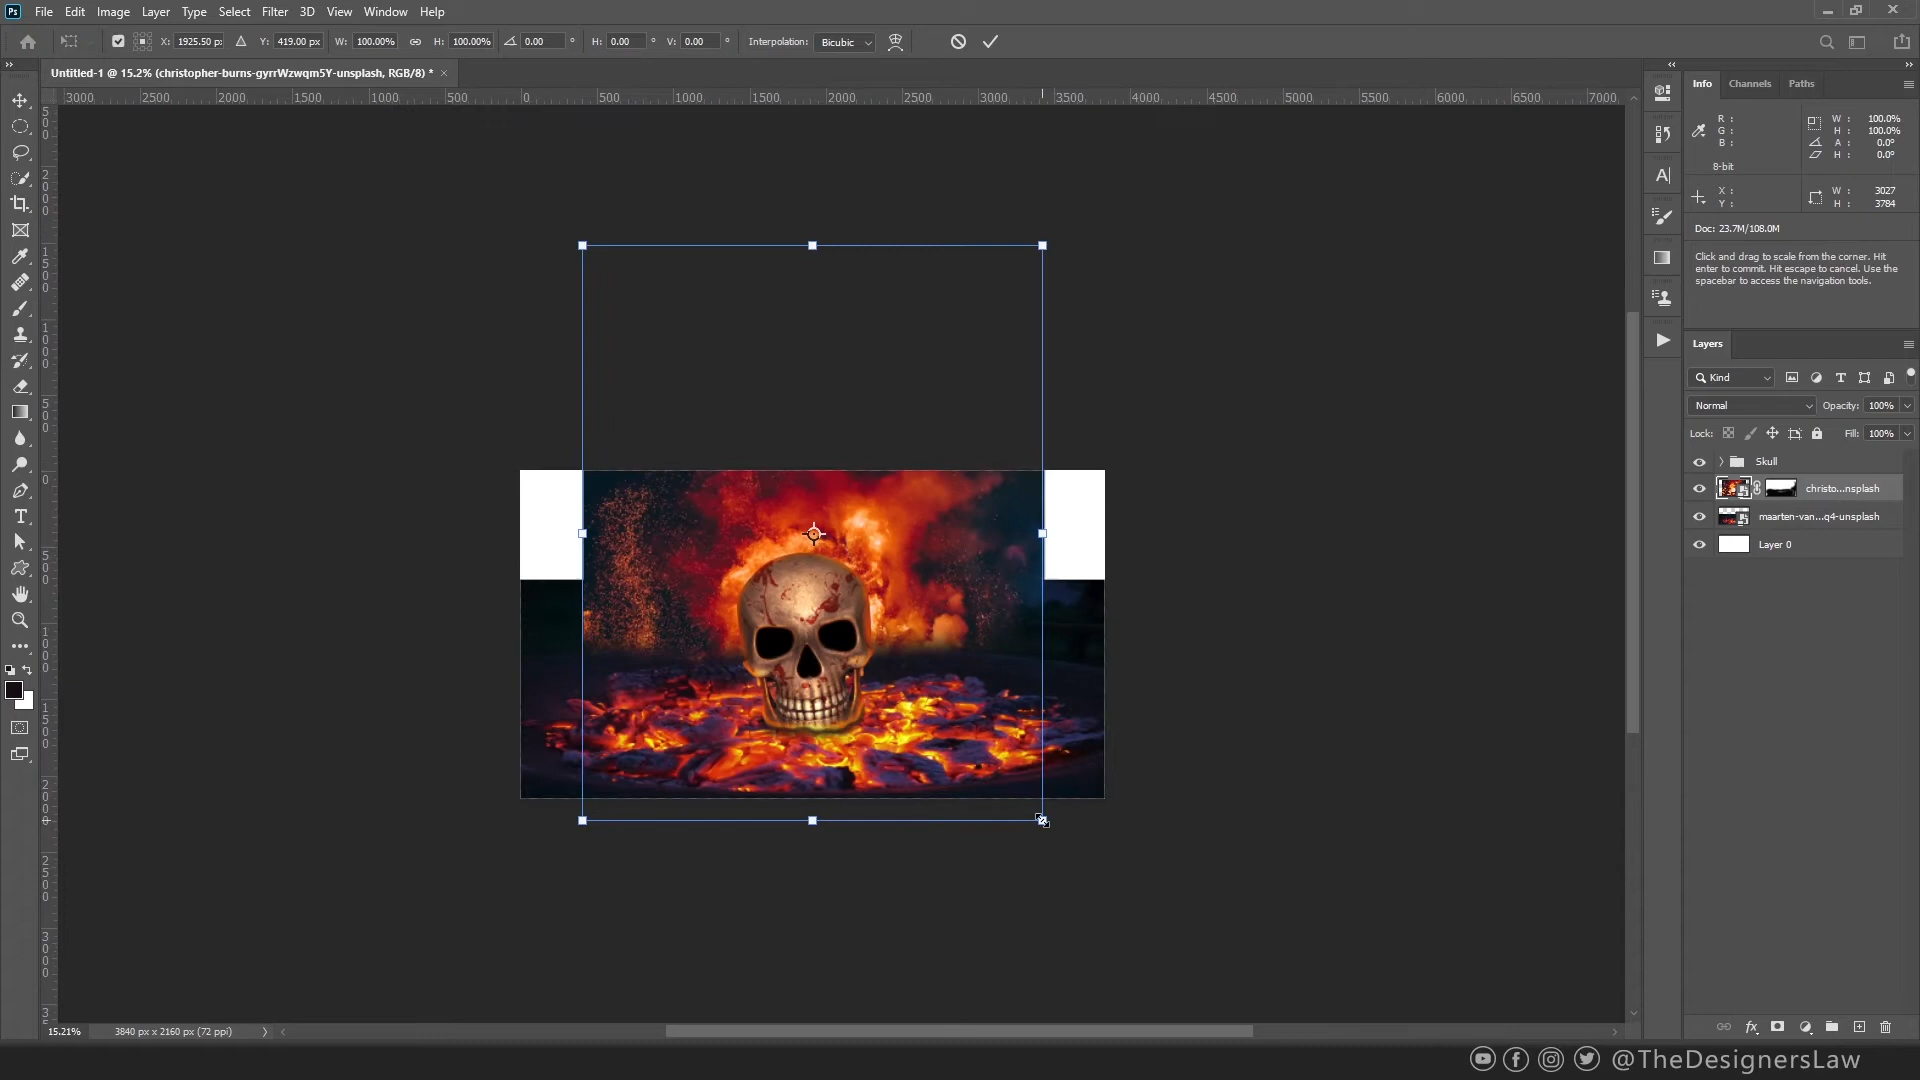 Ps File Edit Image Layer Type Select Filter 3D View Window Help
X: 1925.50 p: Y: 419.00 px W: 100.00% H: 100.00% 0.00 ° H: 0.00 ° V: 0.00 ° Interpolation: Bicubic
Untitled-1 @ 15.2% (christopher-burns-gyrrWzwqm5Y-unsplash, RGB/8) * ×
3000 2500 2000 1500 1000 500 0 500 1000 1500 2000 2500 3000 3500 4000 4500 5000 5500 6000 6500 7000
Info Channels Paths
R : W : 100.0%
G : H : 100.0%
B : A : 0.0°
H : 0.0°
8-bit
X : W : 3027
Y : H : 3784
Doc: 23.7M/108.0M
Click and drag to scale from the corner. Hit
enter to commit. Hit escape to cancel. Use the
spacebar to access the navigation tools.
Layers
Kind
Normal Opacity: 100%
Lock: Fill: 100%
Skull
christo...nsplash
maarten-van...q4-unsplash
Layer 0
fx
15.21% 3840 px x 2160 px (72 ppi)
@TheDesignersLaw